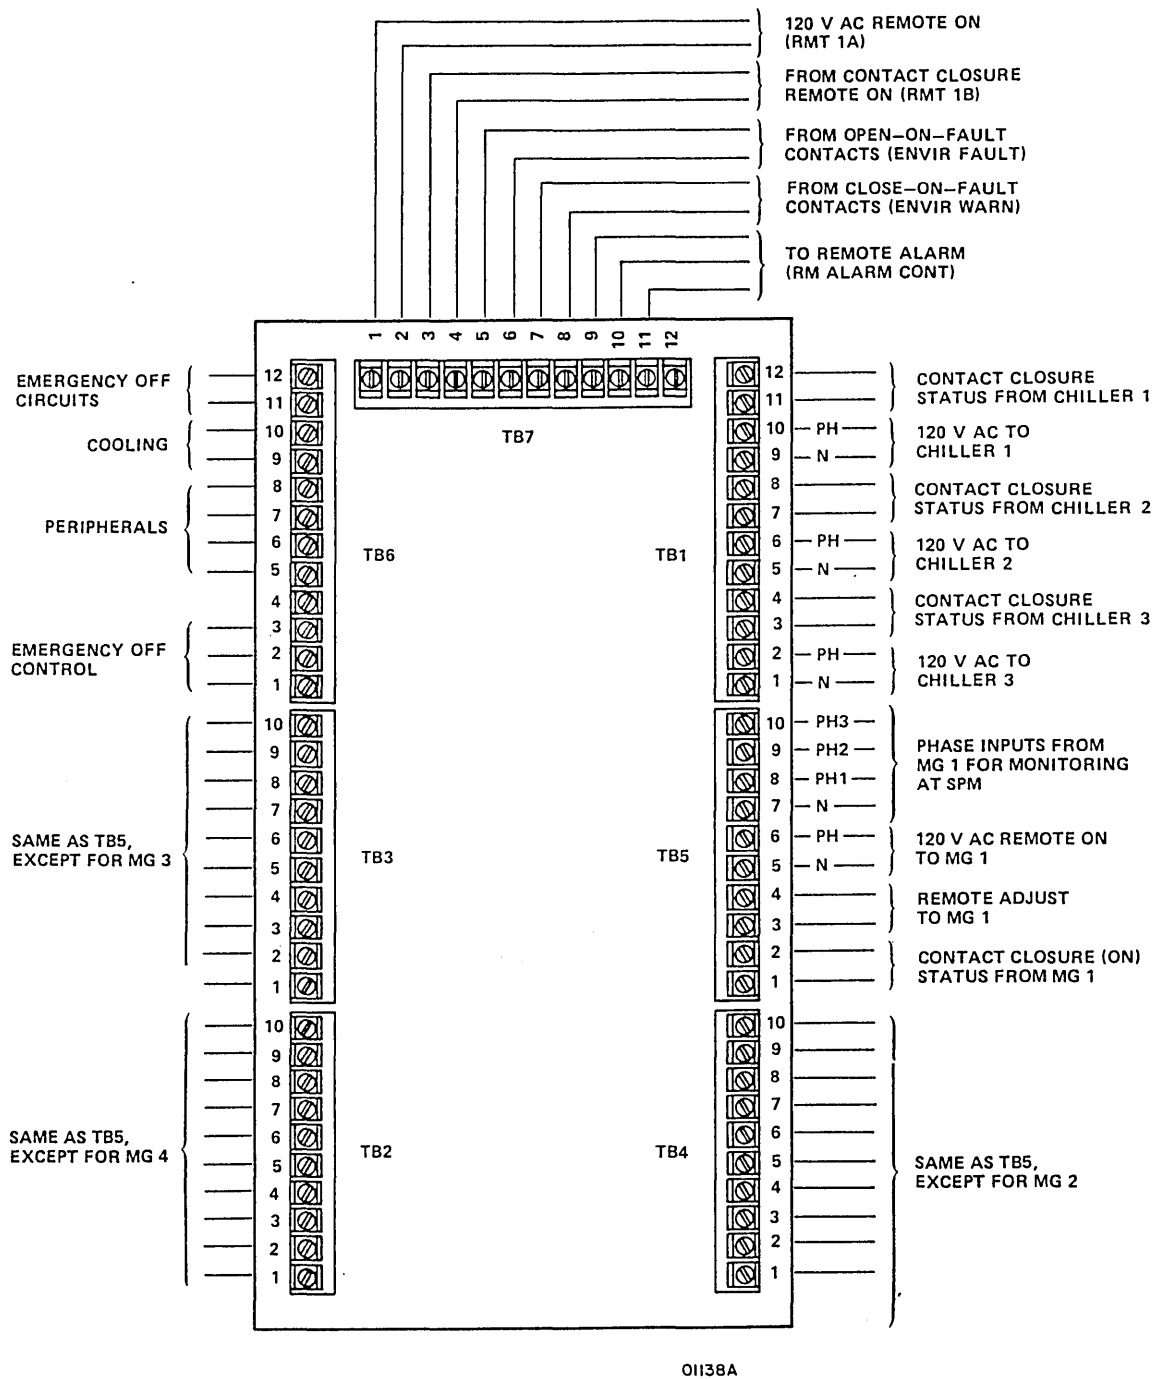 120 V AC REMOTE ON
(RMT 1A)
FROM CONTACT CLOSURE
REMOTE ON (RMT 1B)
FROM OPEN–ON–FAULT
CONTACTS (ENVIR FAULT)
FROM CLOSE–ON–FAULT
CONTACTS (ENVIR WARN)
TO REMOTE ALARM
(RM ALARM CONT)
1 2 3 4 5 6 7 8 9 10 11 12
TB7
EMERGENCY OFF
CIRCUITS
COOLING
PERIPHERALS
EMERGENCY OFF
CONTROL
12
11
10
9
8
7
6
5
4
3
2
1
TB6
TB1
12
11
10 PH
9 N
8
7
6 PH
5 N
4
3
2 PH
1 N
CONTACT CLOSURE
STATUS FROM CHILLER 1
120 V AC TO
CHILLER 1
CONTACT CLOSURE
STATUS FROM CHILLER 2
120 V AC TO
CHILLER 2
CONTACT CLOSURE
STATUS FROM CHILLER 3
120 V AC TO
CHILLER 3
SAME AS TB5,
EXCEPT FOR MG 3
10
9
8
7
6
5
4
3
2
1
TB3
TB5
10 PH3
9 PH2
8 PH1
7 N
6 PH
5 N
4
3
2
1
PHASE INPUTS FROM
MG 1 FOR MONITORING
AT SPM
120 V AC REMOTE ON
TO MG 1
REMOTE ADJUST
TO MG 1
CONTACT CLOSURE (ON)
STATUS FROM MG 1
SAME AS TB5,
EXCEPT FOR MG 4
10
9
8
7
6
5
4
3
2
1
TB2
TB4
10
9
8
7
6
5
4
3
2
1
SAME AS TB5,
EXCEPT FOR MG 2
01138A